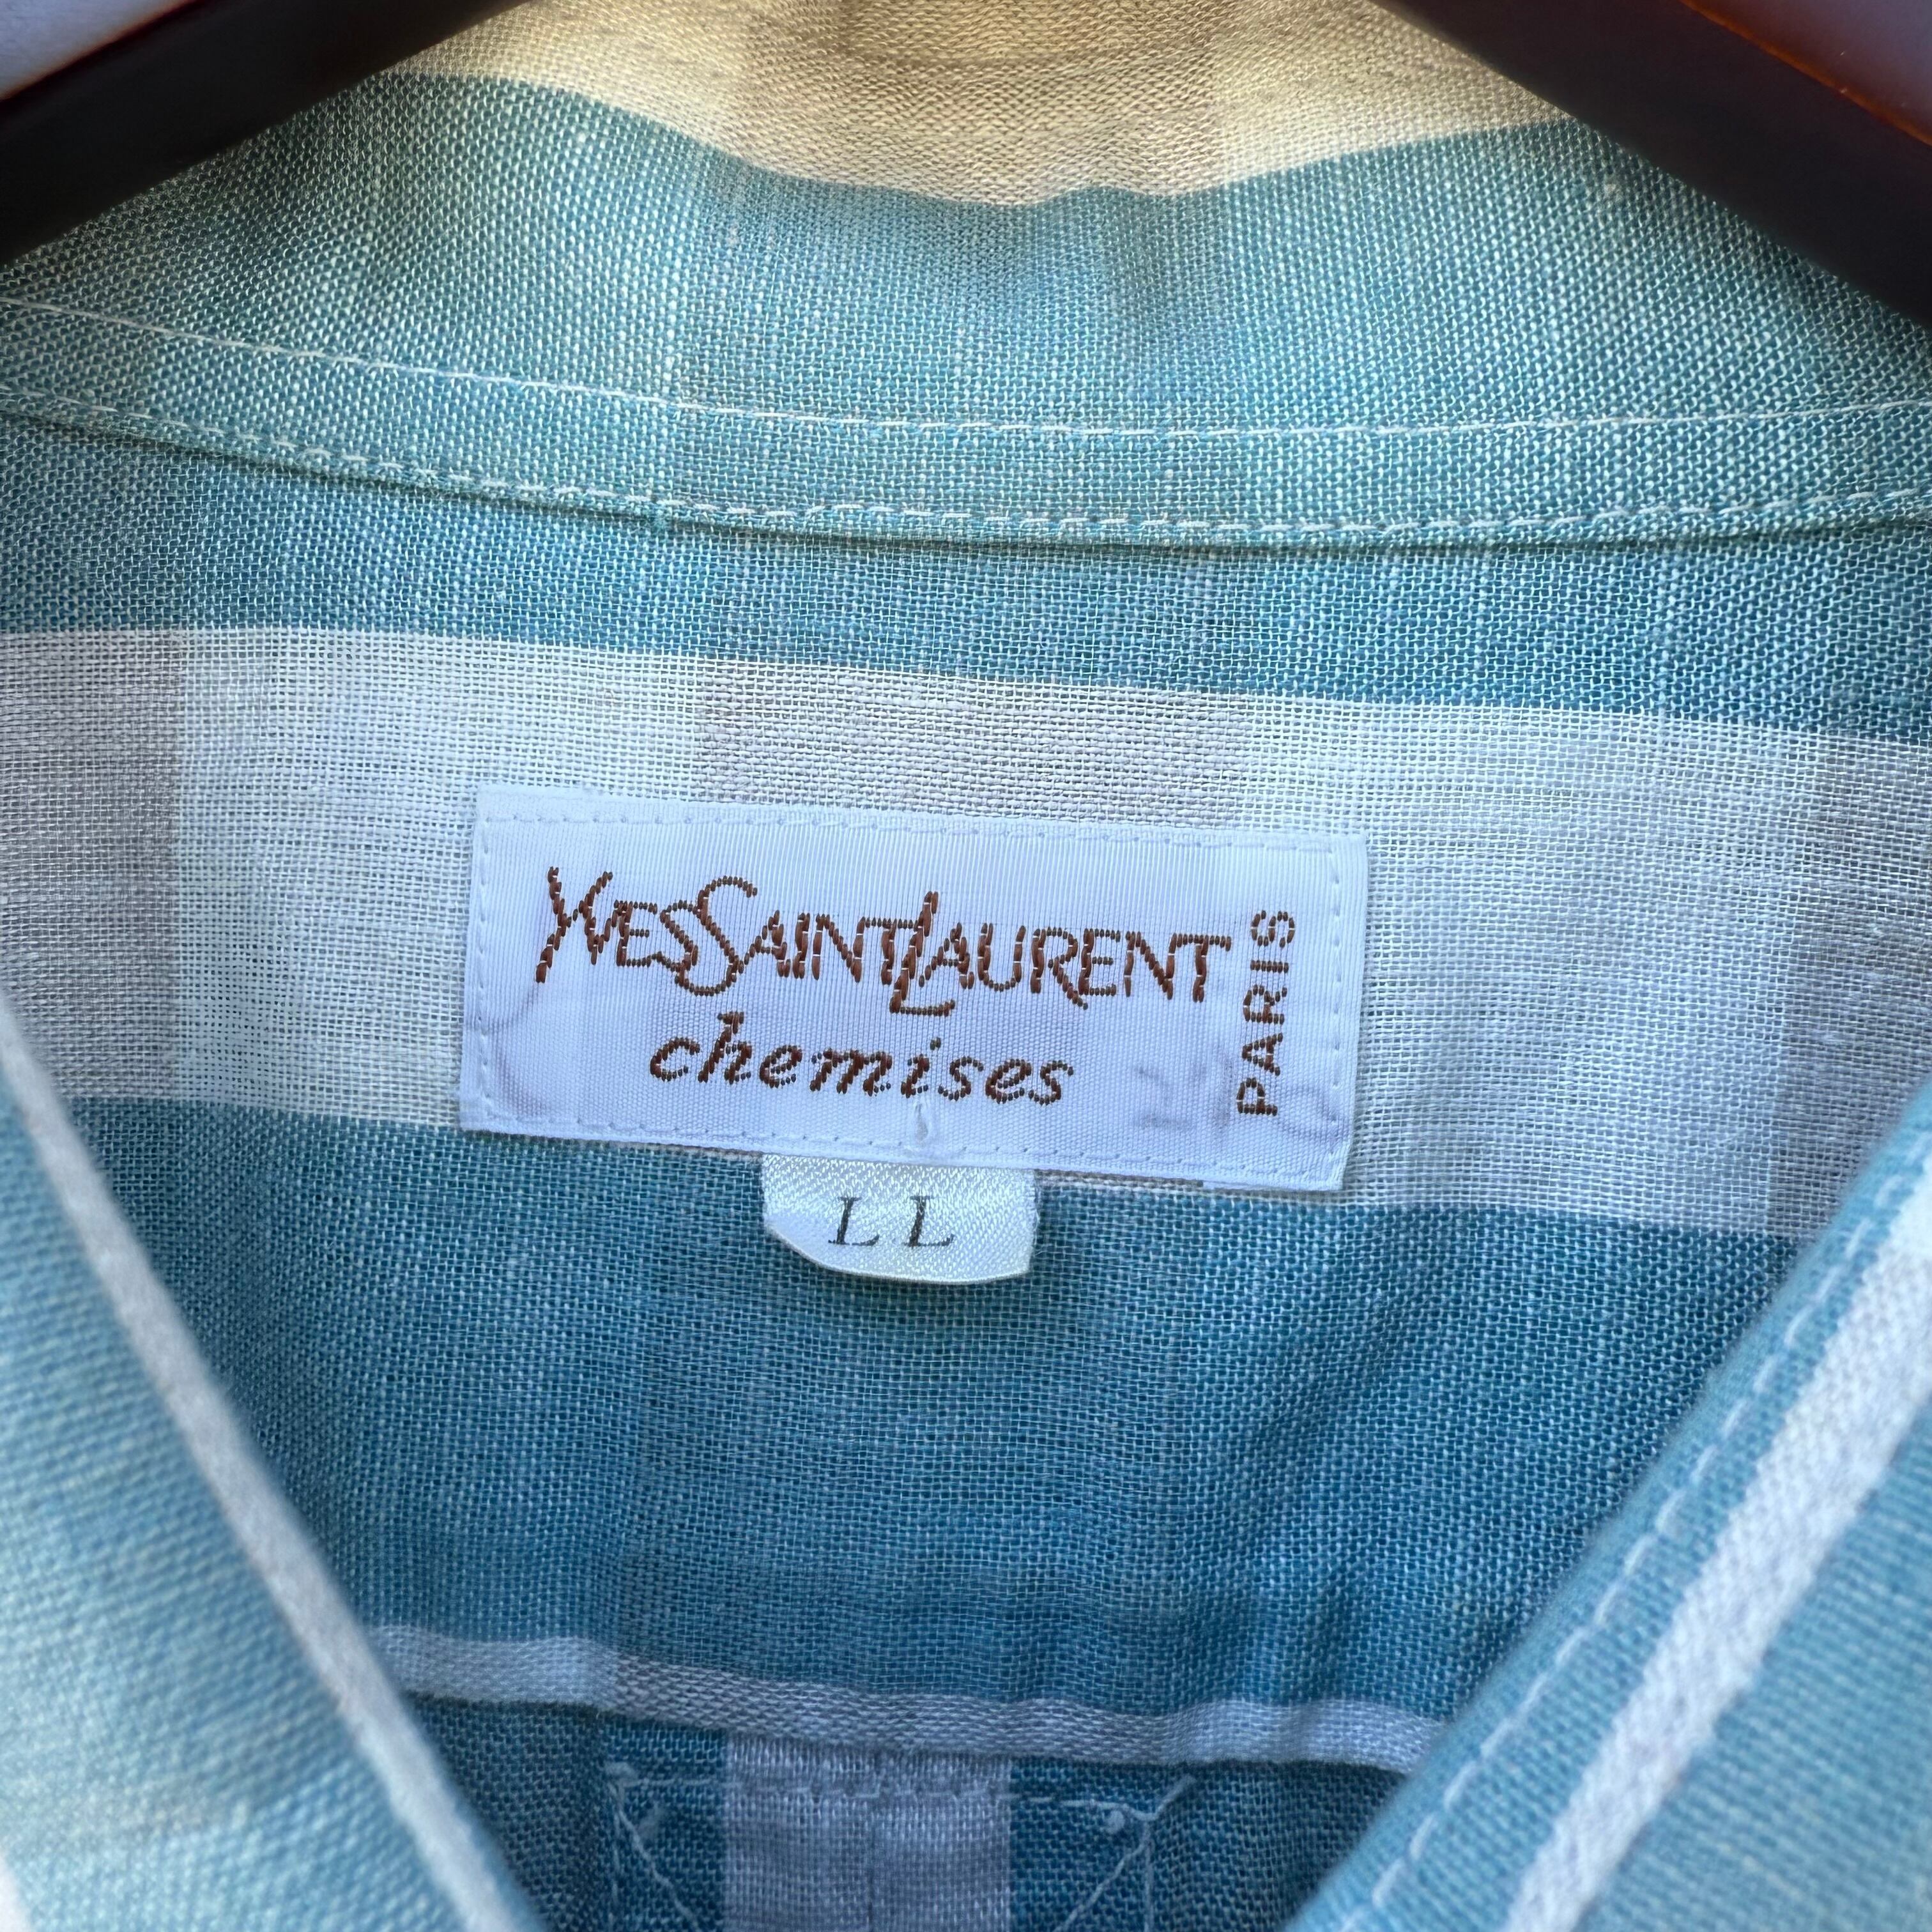 YVESSAINTLAURENT
chemises
PARIS
LL